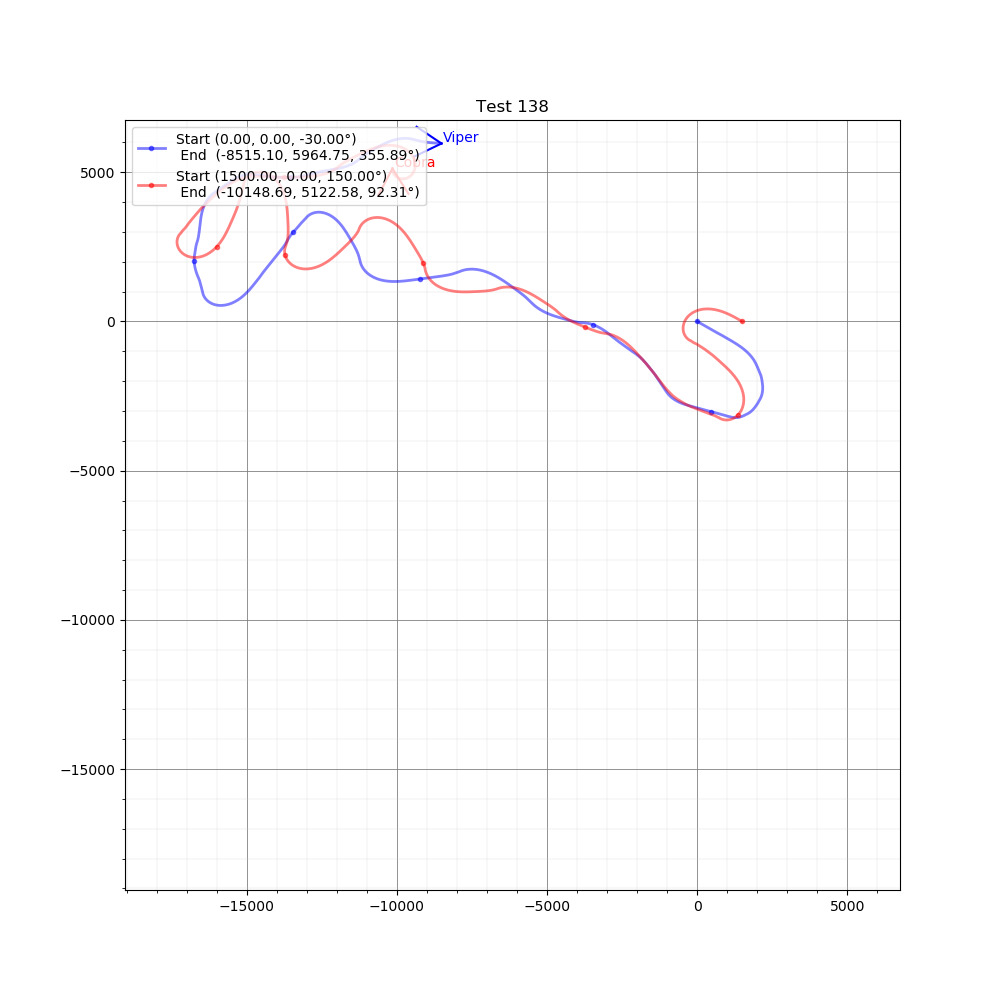 Test 138
Start (0.00, 0.00, -30.00°)
End (-8515.10, 5964.75, 355.89°)
Start (1500.00, 0.00, 150.00°)
End (-10148.69, 5122.58, 92.31°)
Viper
Cobra
5000
0
−5000
−10000
−15000
−15000
−10000
−5000
0
5000